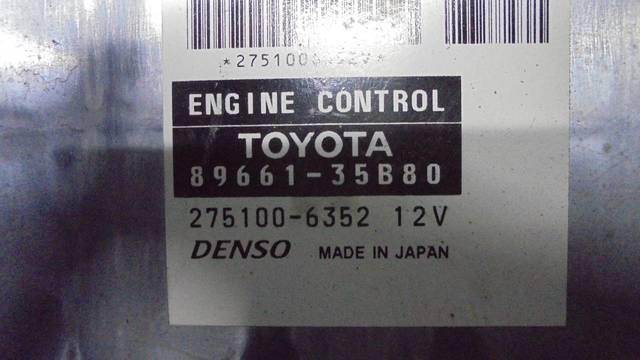 ENGINE CONTROL
TOYOTA
89661-35B80
275100-6352 12V
DENSO MADE IN JAPAN